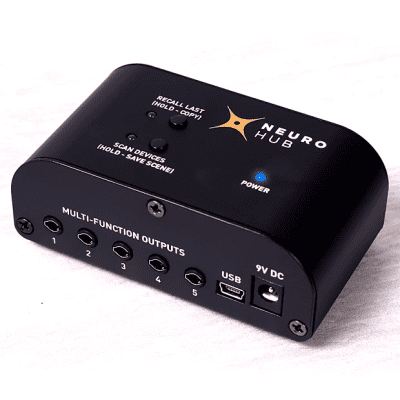 RECALL LAST
(HOLD - COPY)
NEURO
HUB
SCAN DEVICES
(HOLD - SAVE SCENE)
POWER
MULTI-FUNCTION OUTPUTS
1
2
3
4
5
USB
9V DC